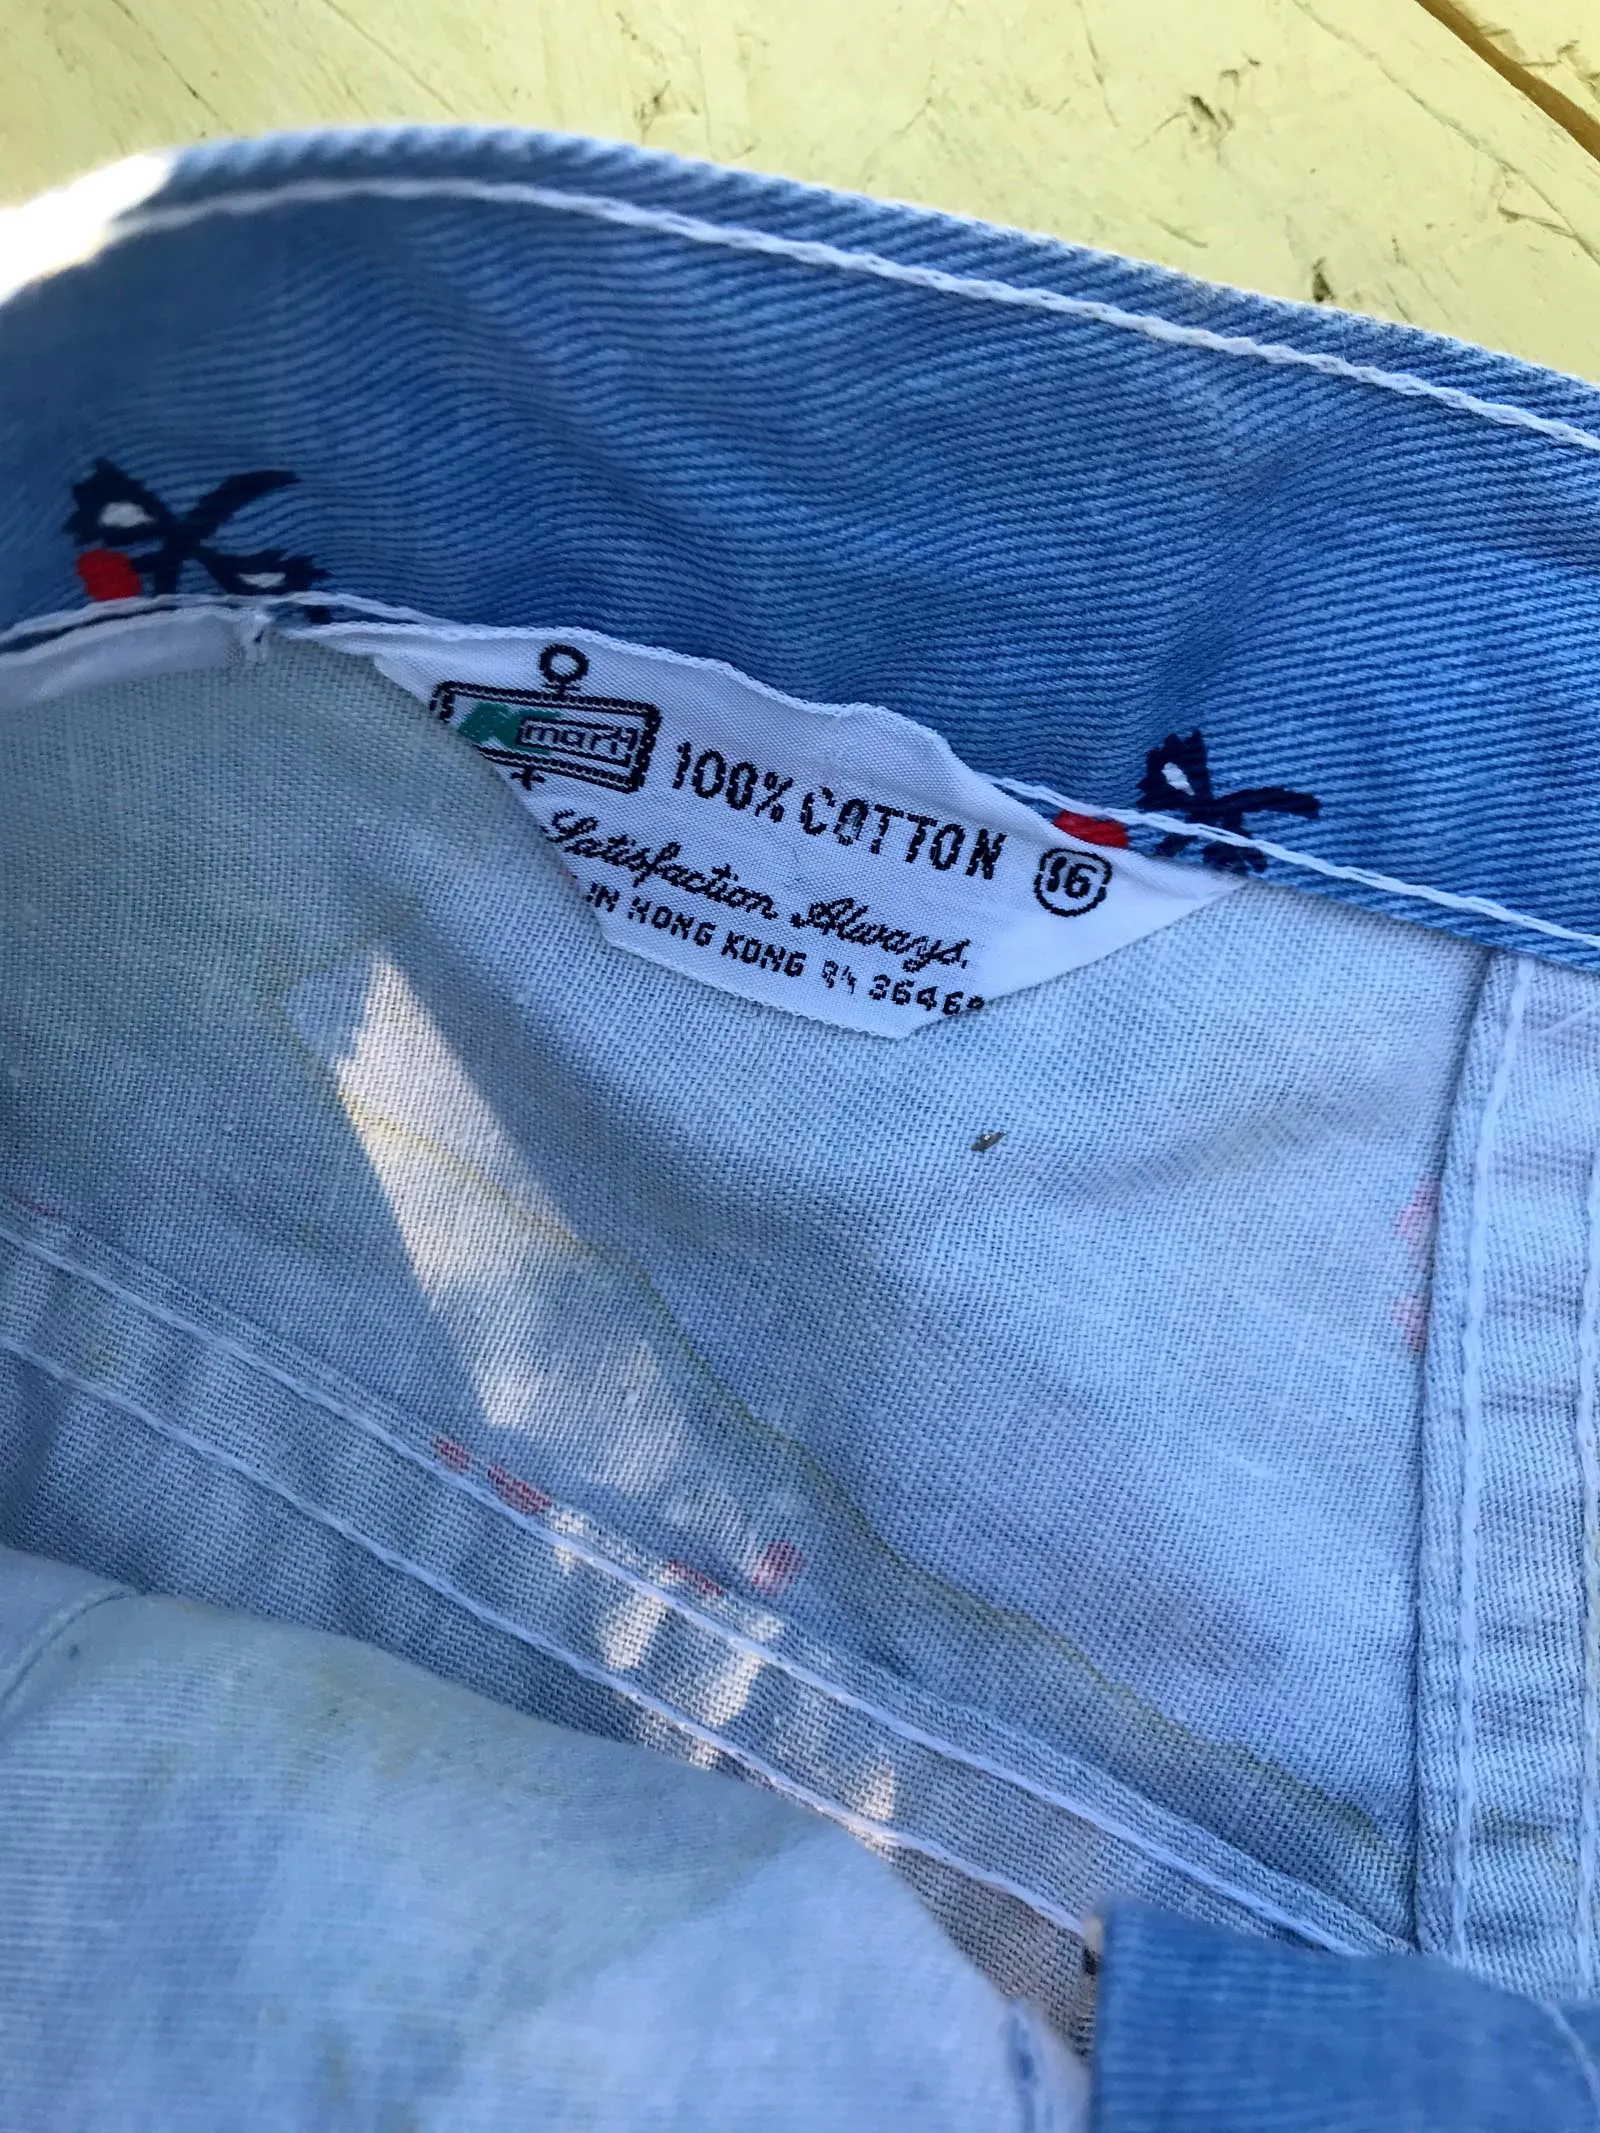 Kmart
100% COTTON 16
Satisfaction Always.
IN HONG KONG